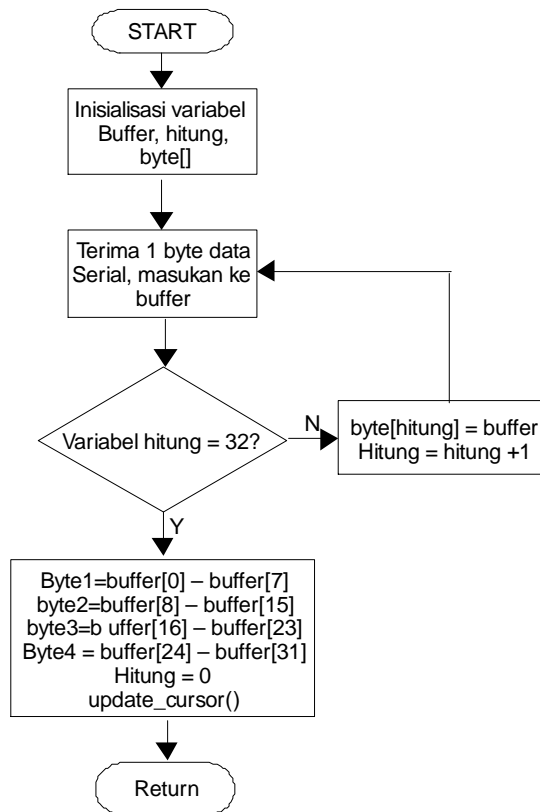 START
Inisialisasi variabel
Buffer, hitung,
byte[]
Terima 1 byte data
Serial, masukan ke
buffer
Variabel hitung = 32?
N
byte[hitung] = buffer
Hitung = hitung +1
Y
Byte1=buffer[0] – buffer[7]
byte2=buffer[8] – buffer[15]
byte3=b uffer[16] – buffer[23]
Byte4 = buffer[24] – buffer[31]
Hitung = 0
update_cursor()
Return